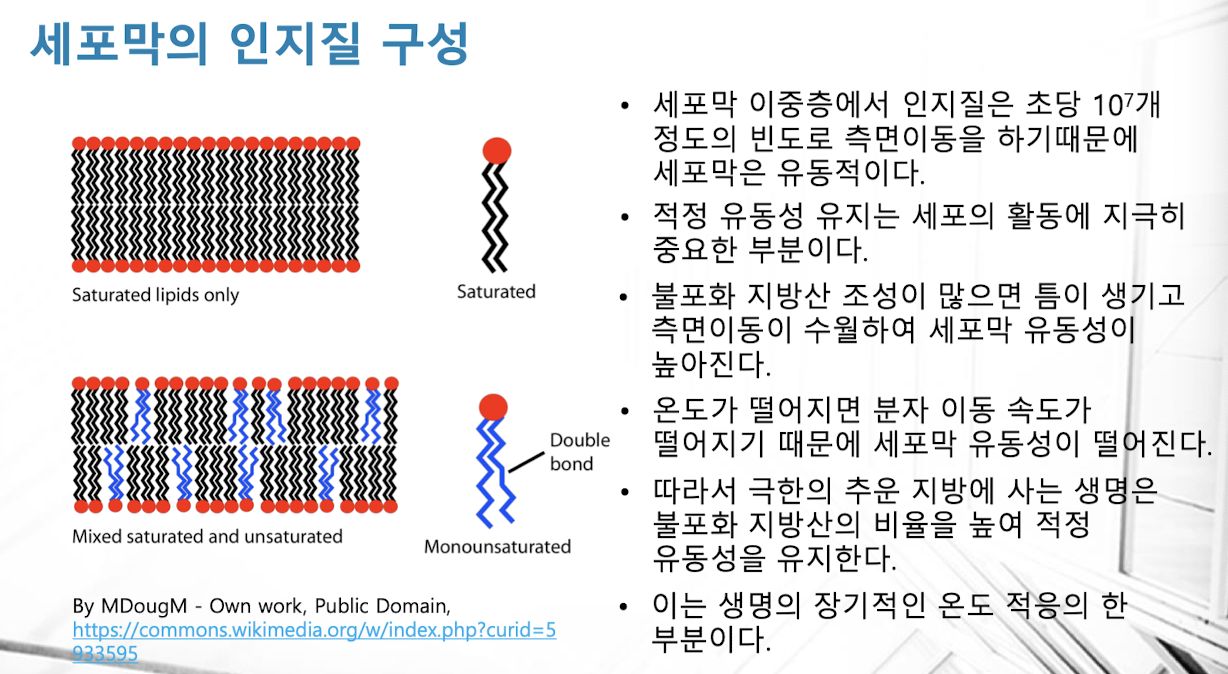 세포막의 인지질 구성
Saturated lipids only
Saturated
Mixed saturated and unsaturated
Double
bond
Monounsaturated
By MDougM - Own work, Public Domain,
https://commons.wikimedia.org/w/index.php?curid=5
933595
• 세포막 이중층에서 인지질은 초당 10⁷개
정도의 빈도로 측면이동을 하기때문에
세포막은 유동적이다.
• 적정 유동성 유지는 세포의 활동에 지극히
중요한 부분이다.
• 불포화 지방산 조성이 많으면 틈이 생기고
측면이동이 수월하여 세포막 유동성이
높아진다.
• 온도가 떨어지면 분자 이동 속도가
떨어지기 때문에 세포막 유동성이 떨어진다.
• 따라서 극한의 추운 지방에 사는 생명은
불포화 지방산의 비율을 높여 적정
유동성을 유지한다.
• 이는 생명의 장기적인 온도 적응의 한
부분이다.